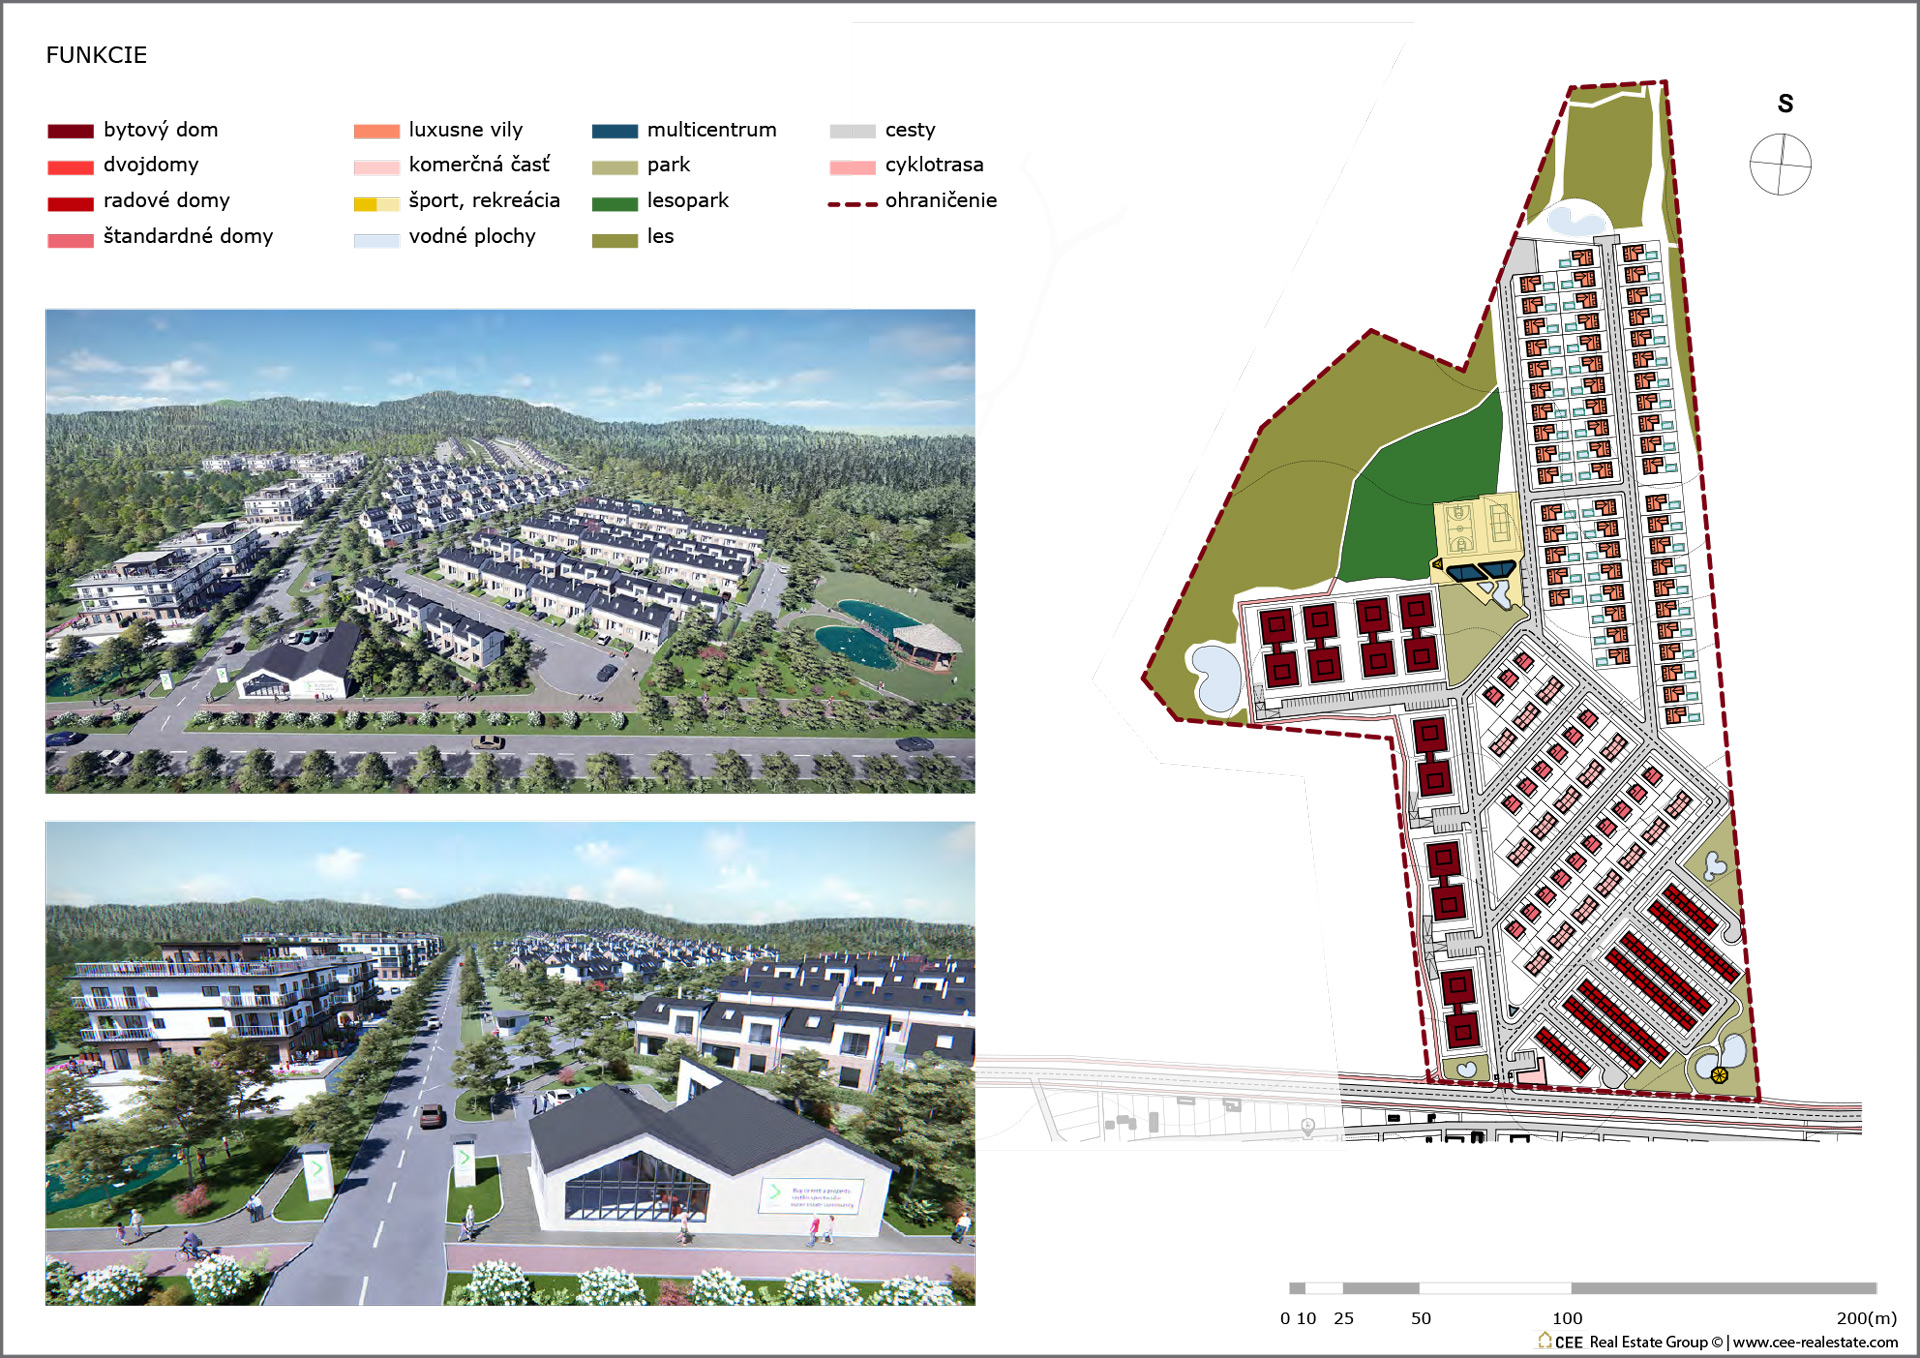 FUNKCIE
bytový dom
dvojdomy
radové domy
štandardné domy
luxusne vily
komerčná časť
šport, rekreácia
vodné plochy
multicentrum
park
lesopark
les
cesty
cyklotrasa
ohraničenie
S
0 10 25 50 100 200(m)
CEE Real Estate Group © | www.cee-realestate.com